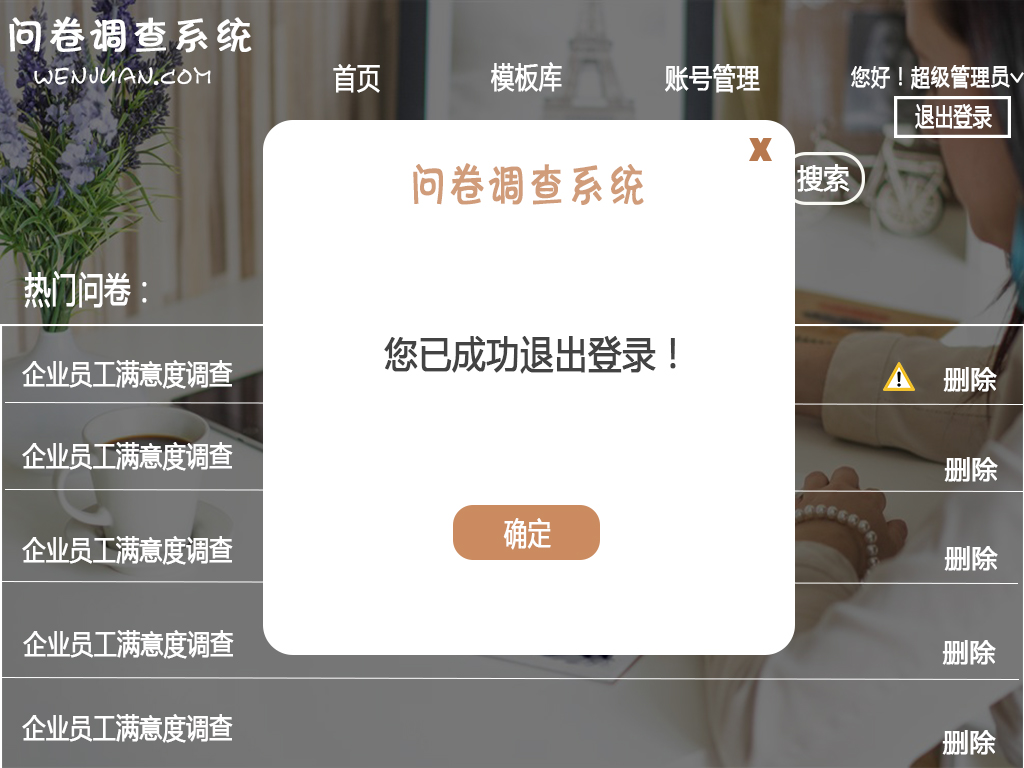 问卷调查系统
WENJUAN.COM
首页
模板库
账号管理
您好！超级管理员
退出登录
搜索
X
问卷调查系统
您已成功退出登录！
确定
热门问卷：
企业员工满意度调查
删除
企业员工满意度调查
删除
企业员工满意度调查
删除
企业员工满意度调查
删除
企业员工满意度调查
删除